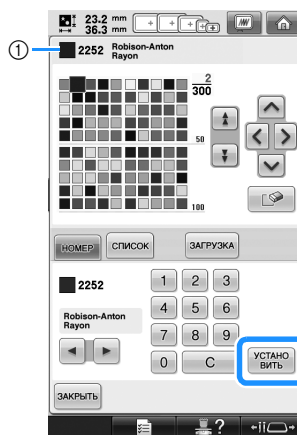 23.2 mm
36.3 mm
1
2252 Robison-Anton
Rayon
2
300
50
100
НОМЕР СПИСОК ЗАГРУЗКА
2252
Robison-Anton
Rayon
1 2 3
4 5 6
7 8 9
0 C
УСТАНО
ВИТЬ
ЗАКРЫТЬ
?